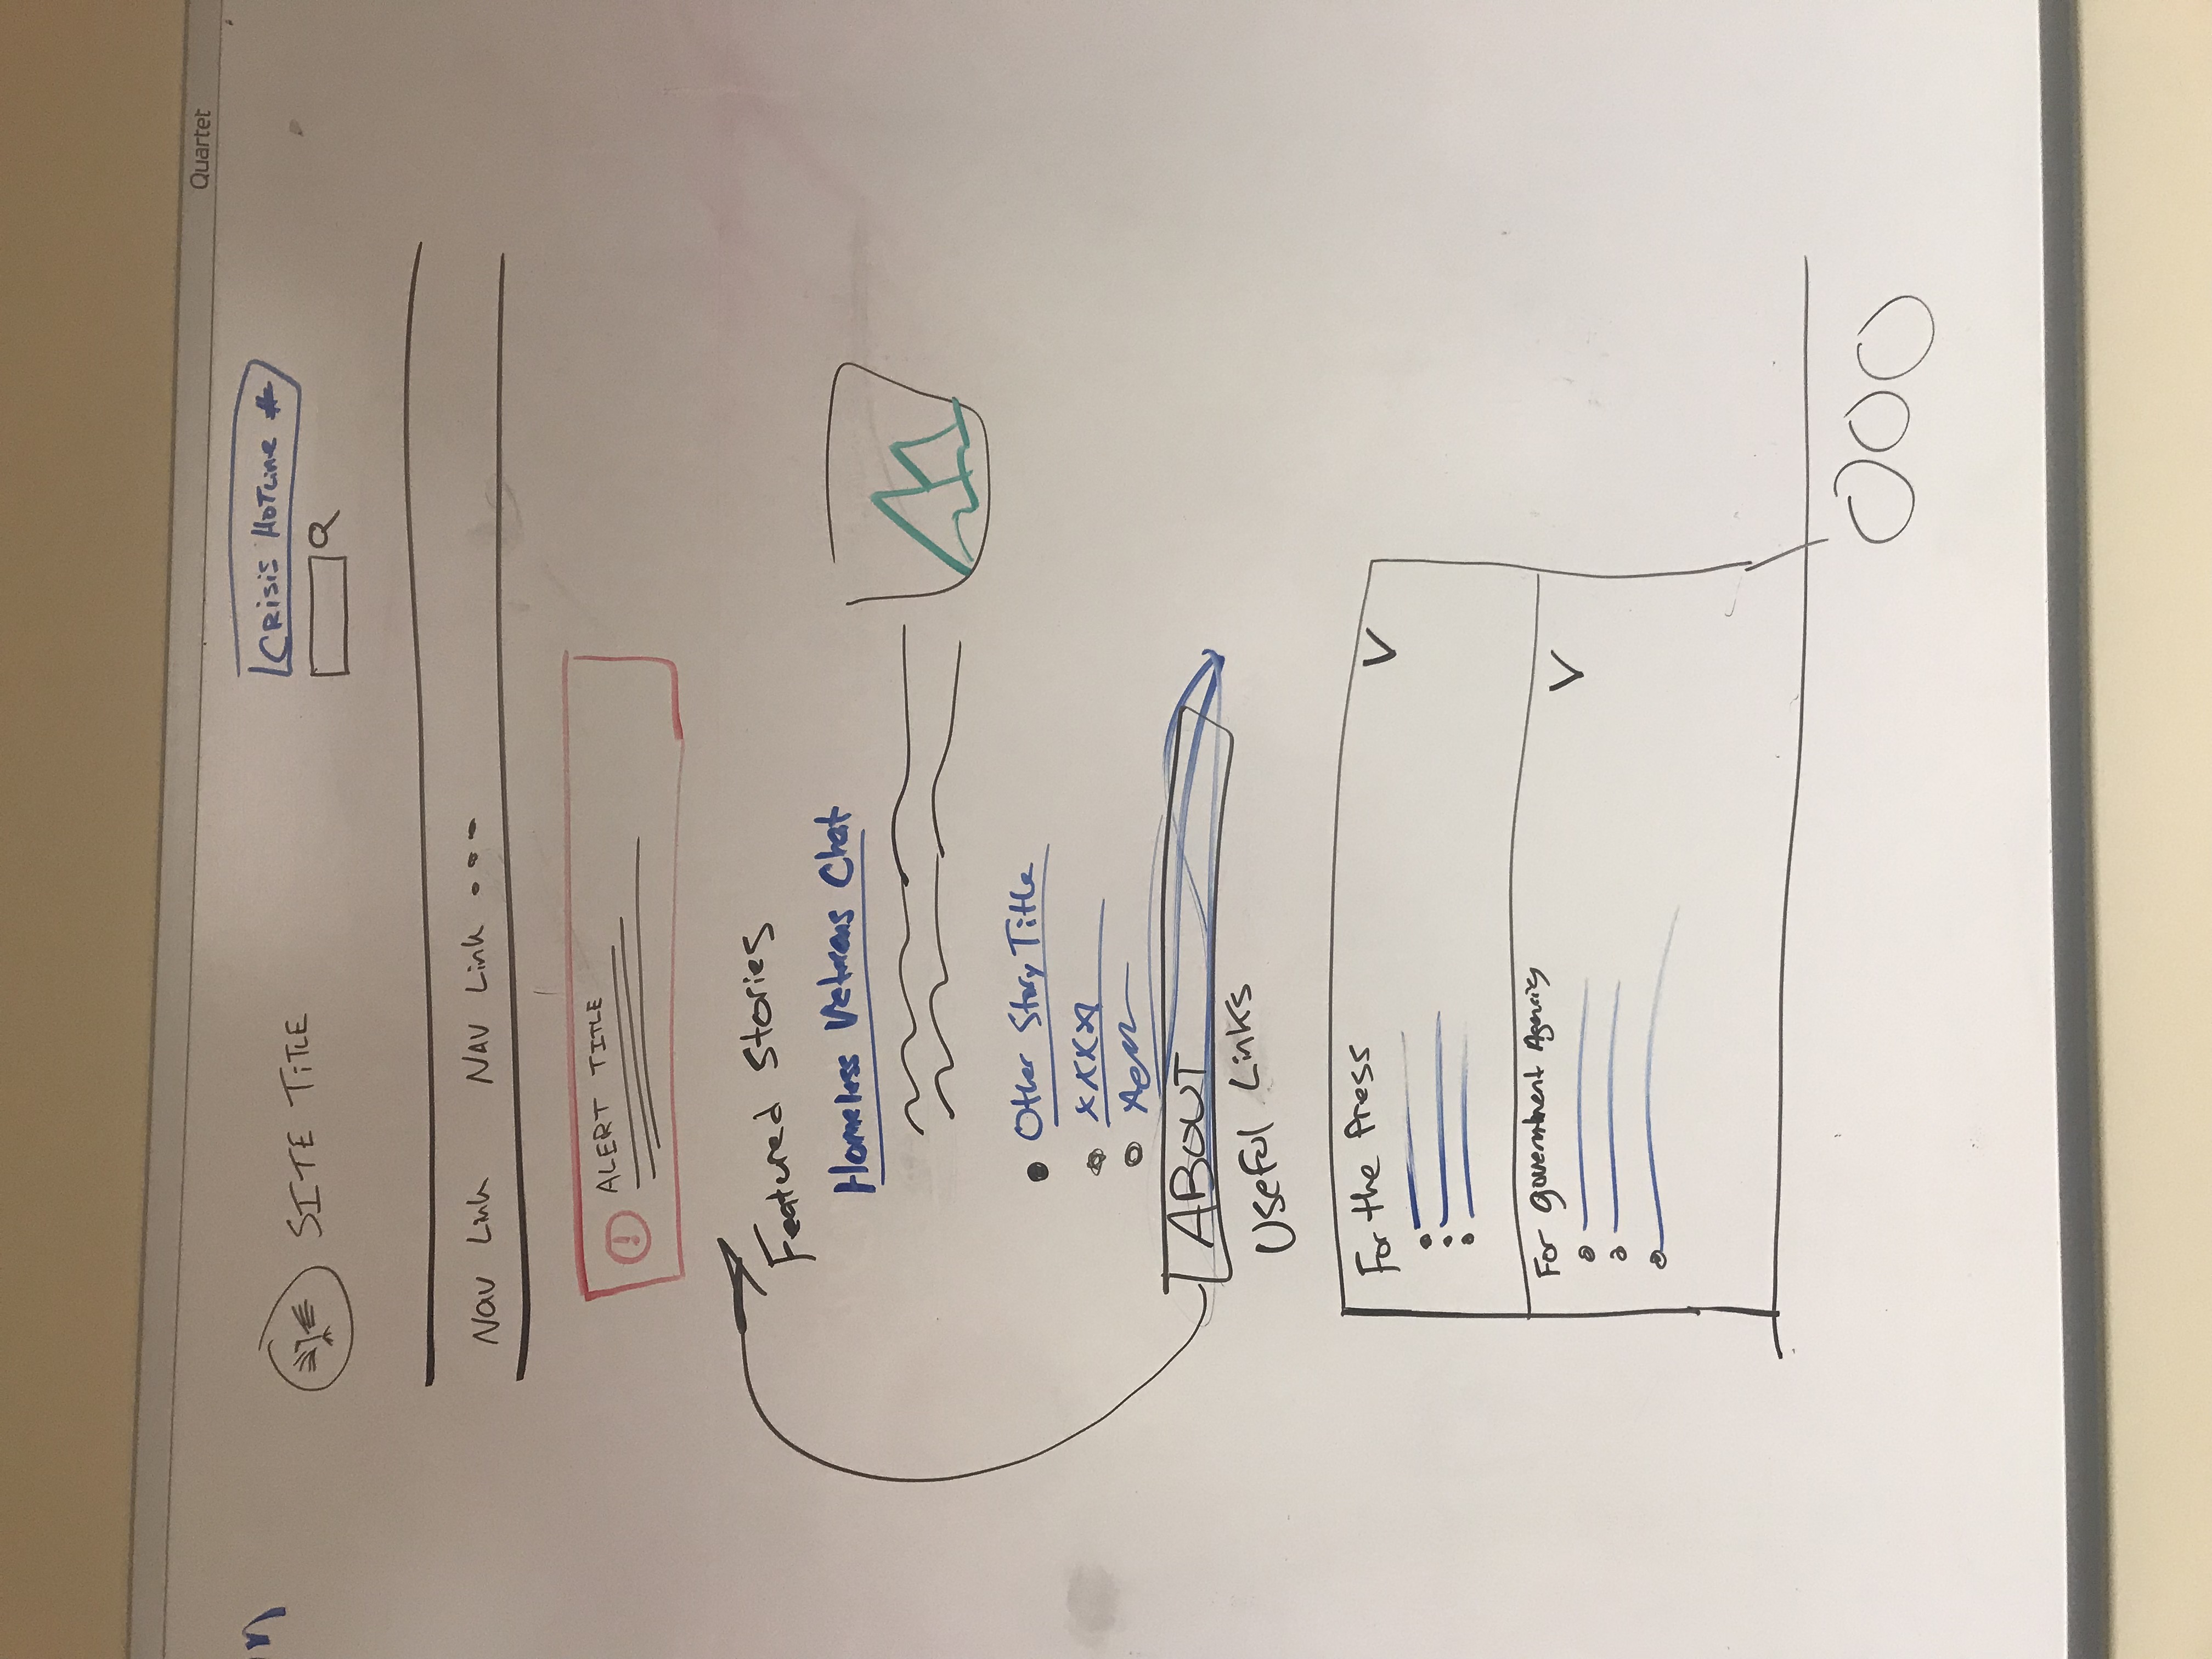 Quartet
SITE TITLE
CRISIS HOTLINE #
Nav Link NAV Link ...
! ALERT TITLE
Featured Stories
Homeless Veterans Chat
Other Story Title
XXXX
ABOUT
Useful Links
For the Press
For government Agencies